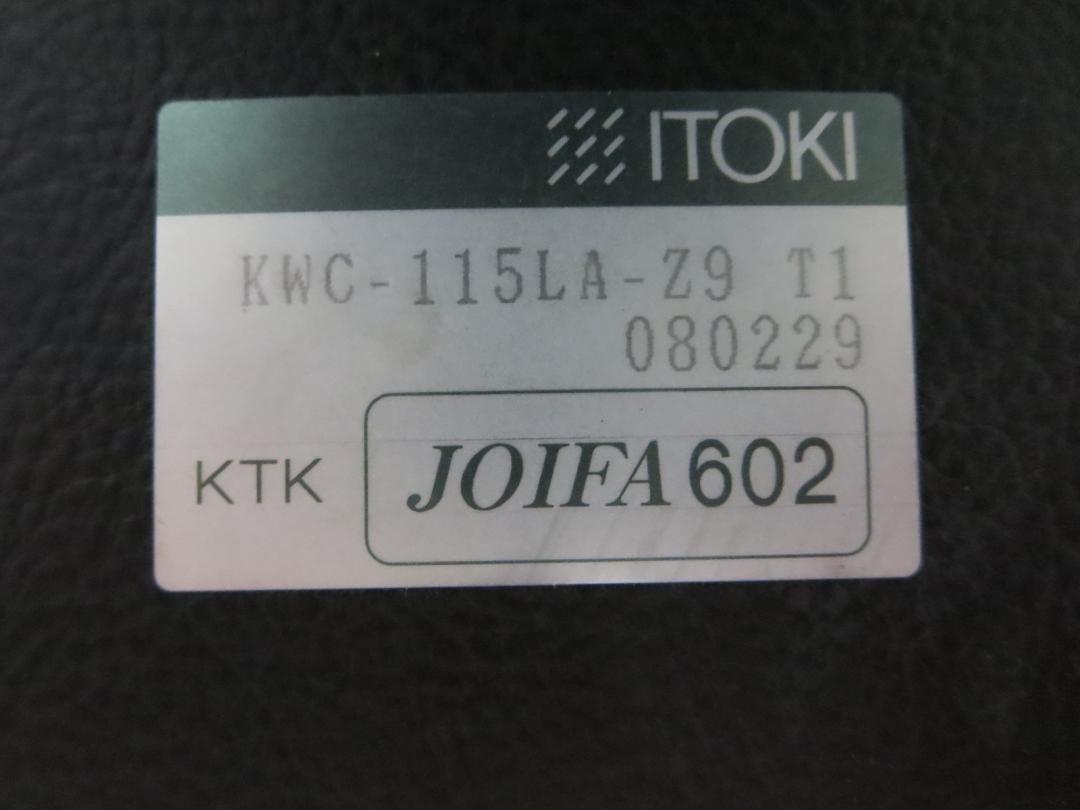 ITOKI
KWC-115LA-Z9 T1
080229
KTK JOIFA 602